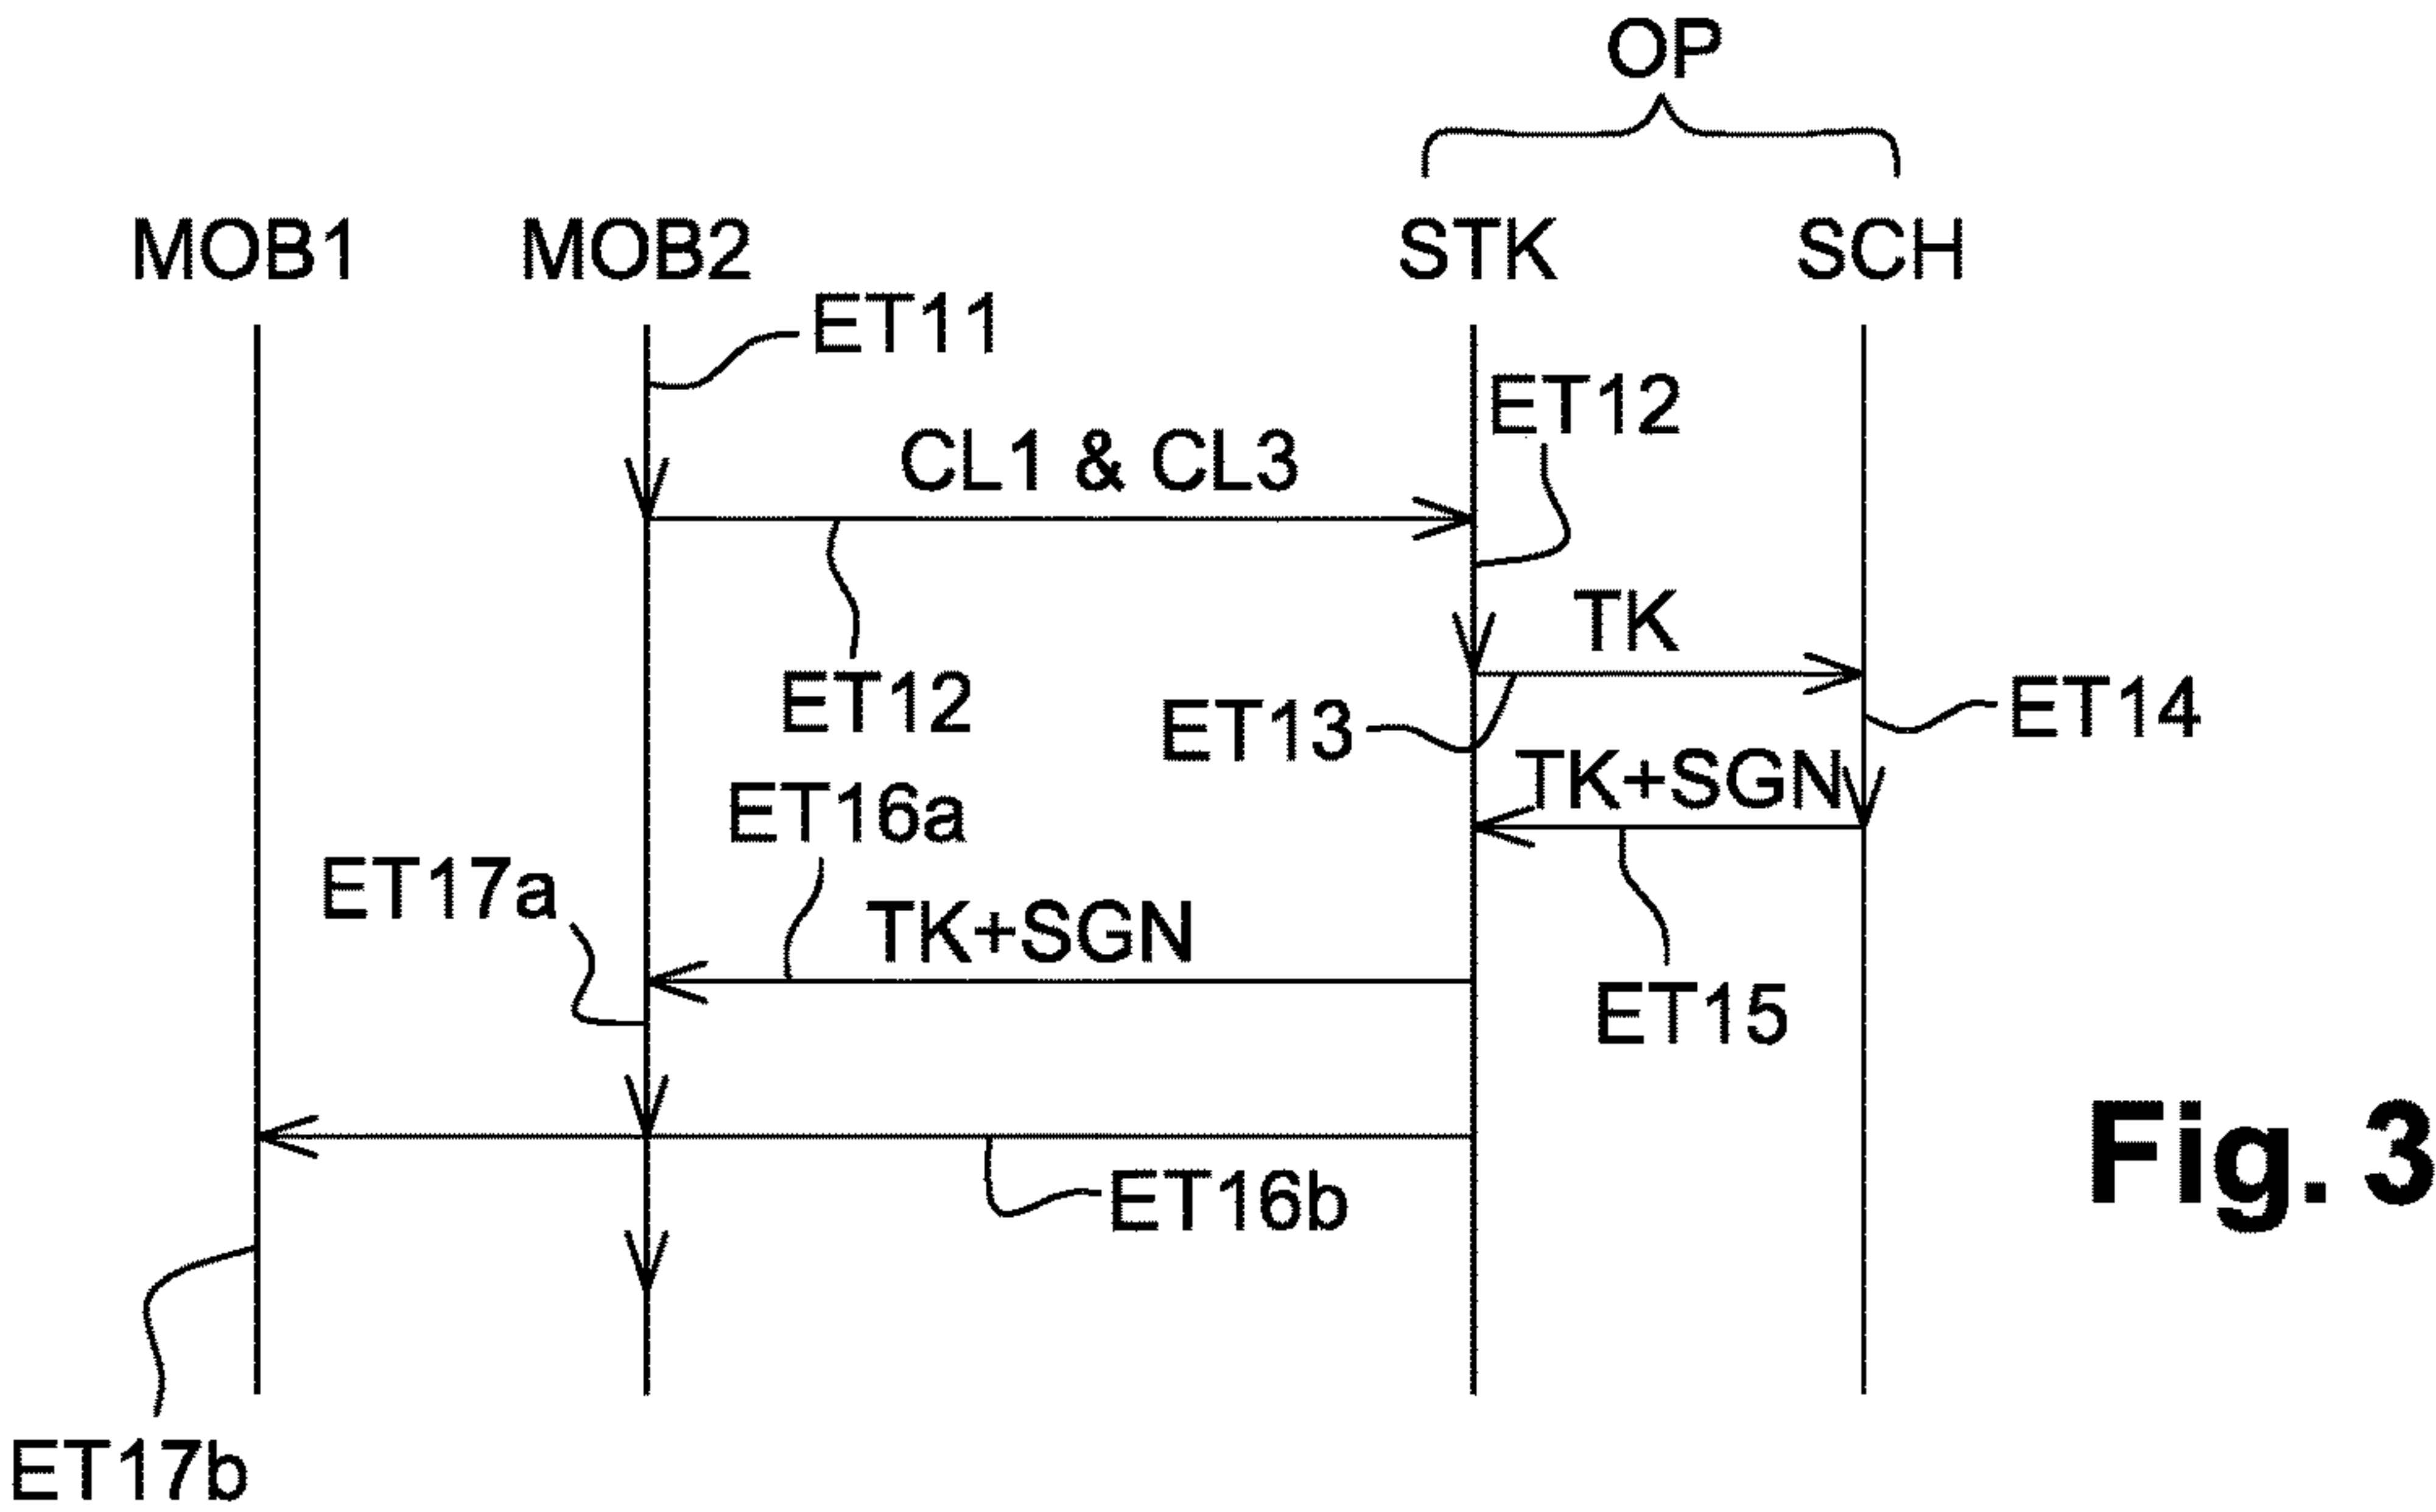 OP
MOB1 MOB2 STK SCH
ET11
ET12
CL1 & CL3
TK
ET12
ET13
ET14
TK+SGN
ET16a
ET17a
TK+SGN
ET15
Fig. 3
ET16b
ET17b